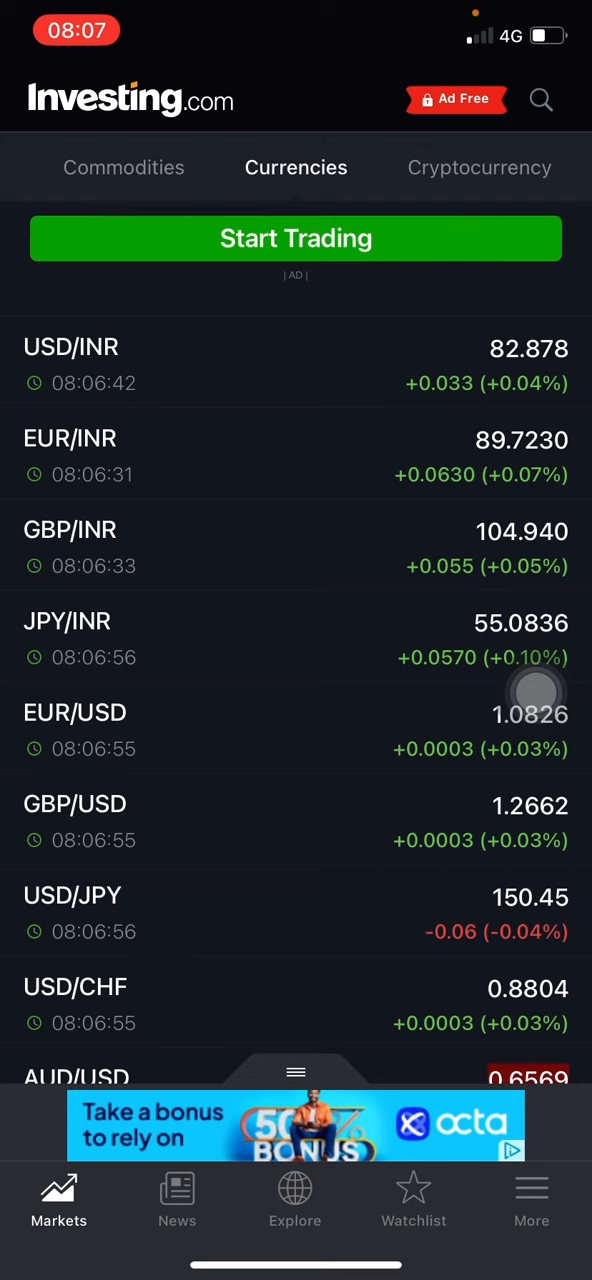 08:07
4G
Investing.com
Ad Free
Commodities Currencies Cryptocurrency
Start Trading
| AD |
USD/INR 82.878
08:06:42 +0.033 (+0.04%)
EUR/INR 89.7230
08:06:31 +0.0630 (+0.07%)
GBP/INR 104.940
08:06:33 +0.055 (+0.05%)
JPY/INR 55.0836
08:06:56 +0.0570 (+0.10%)
EUR/USD 1.0826
08:06:55 +0.0003 (+0.03%)
GBP/USD 1.2662
08:06:55 +0.0003 (+0.03%)
USD/JPY 150.45
08:06:56 -0.06 (-0.04%)
USD/CHF 0.8804
08:06:55 +0.0003 (+0.03%)
AUD/USD 0.6569
Take a bonus
to rely on
50%
BONUS
octa
Markets News Explore Watchlist More